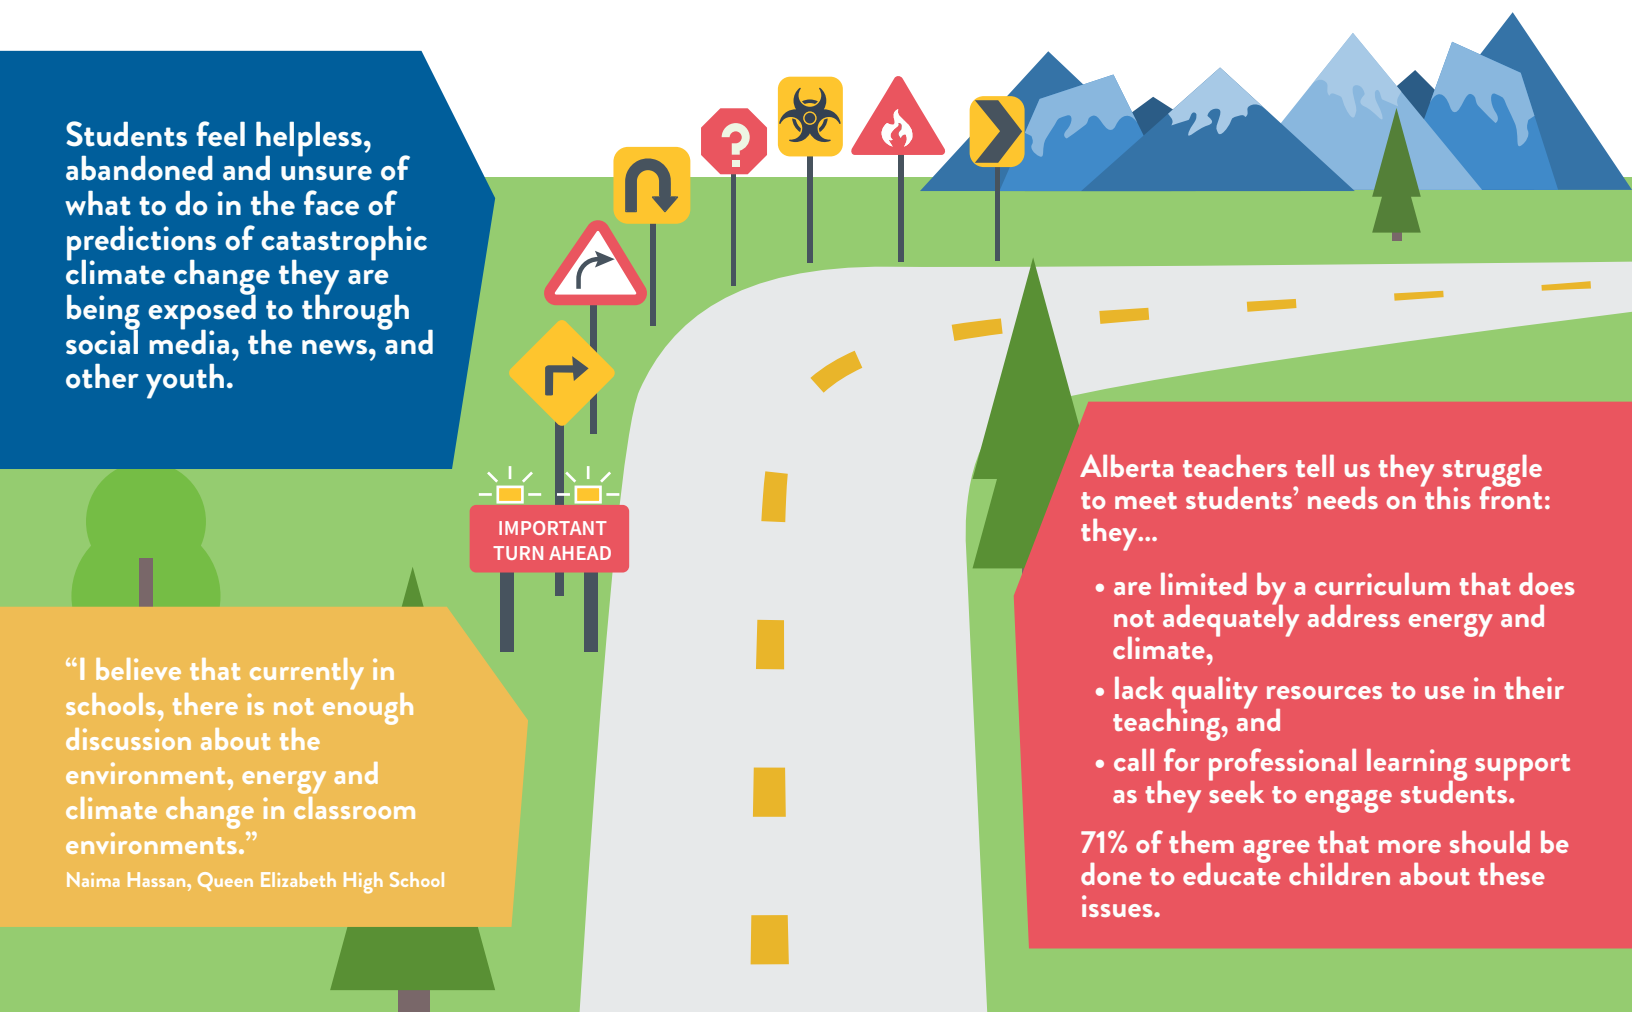 Students feel helpless,
abandoned and unsure of
what to do in the face of
predictions of catastrophic
climate change they are
being exposed to through
social media, the news, and
other youth.
?
IMPORTANT
TURN AHEAD
“I believe that currently in
schools, there is not enough
discussion about the
environment, energy and
climate change in classroom
environments.”
Naima Hassan, Queen Elizabeth High School
Alberta teachers tell us they struggle
to meet students’ needs on this front:
they...
• are limited by a curriculum that does
not adequately address energy and
climate,
• lack quality resources to use in their
teaching, and
• call for professional learning support
as they seek to engage students.
71% of them agree that more should be
done to educate children about these
issues.